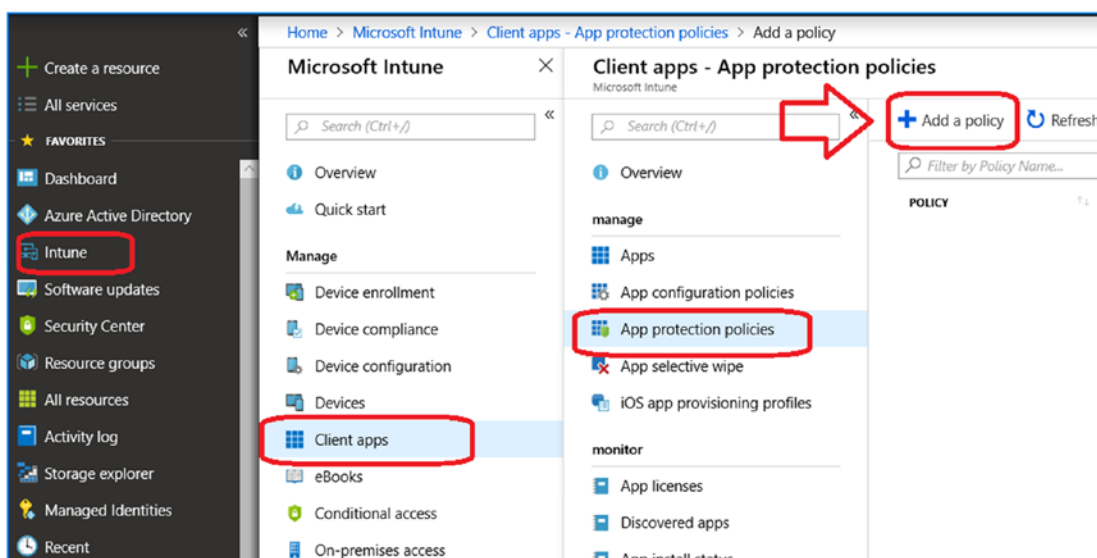 Home > Microsoft Intune > Client apps - App protection policies > Add a policy
Create a resource
All services
FAVORITES
Dashboard
Azure Active Directory
Intune
Software updates
Security Center
Resource groups
All resources
Activity log
Storage explorer
Managed Identities
Recent
Microsoft Intune
Search (Ctrl+/)
Overview
Quick start
Manage
Device enrollment
Device compliance
Device configuration
Devices
Client apps
eBooks
Conditional access
On-premises access
Client apps - App protection policies
Microsoft Intune
Search (Ctrl+/)
Overview
manage
Apps
App configuration policies
App protection policies
App selective wipe
iOS app provisioning profiles
monitor
App licenses
Discovered apps
App install status
Add a policy
Refresh
Filter by Policy Name...
POLICY